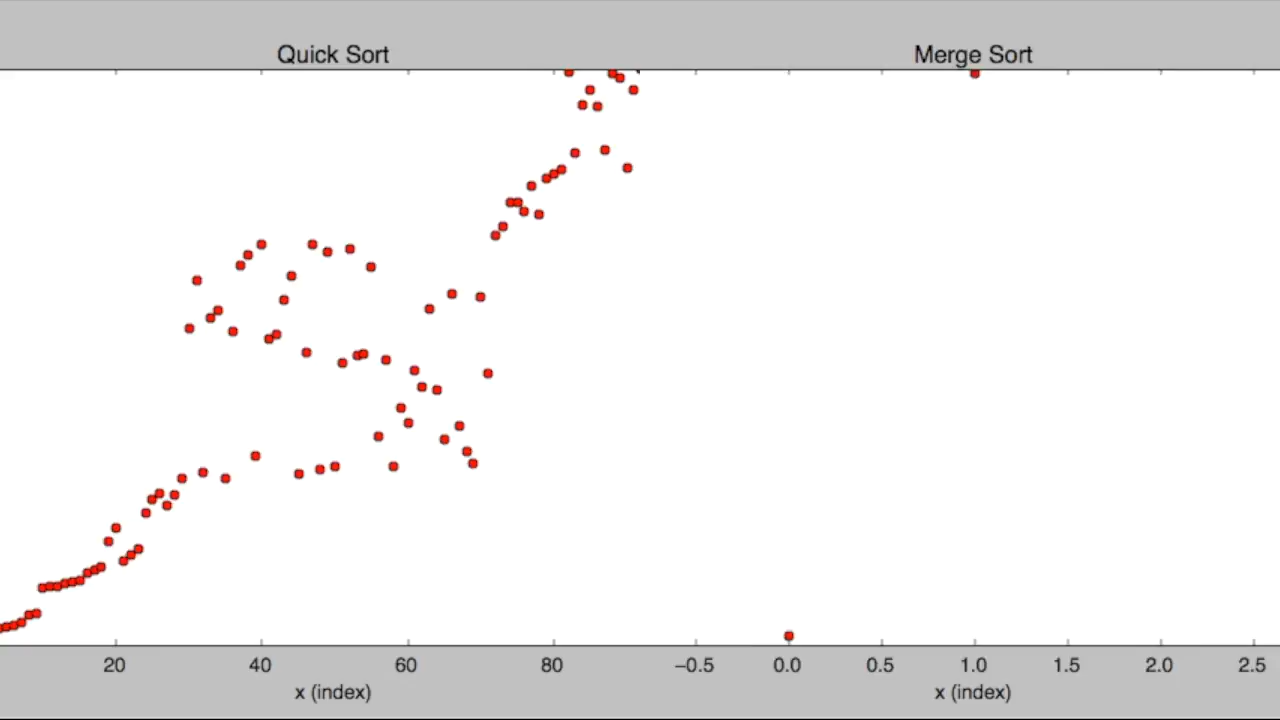 Quick Sort
Merge Sort
20 40 60 80
−0.5 0.0 0.5 1.0 1.5 2.0 2.5
x (index)
x (index)